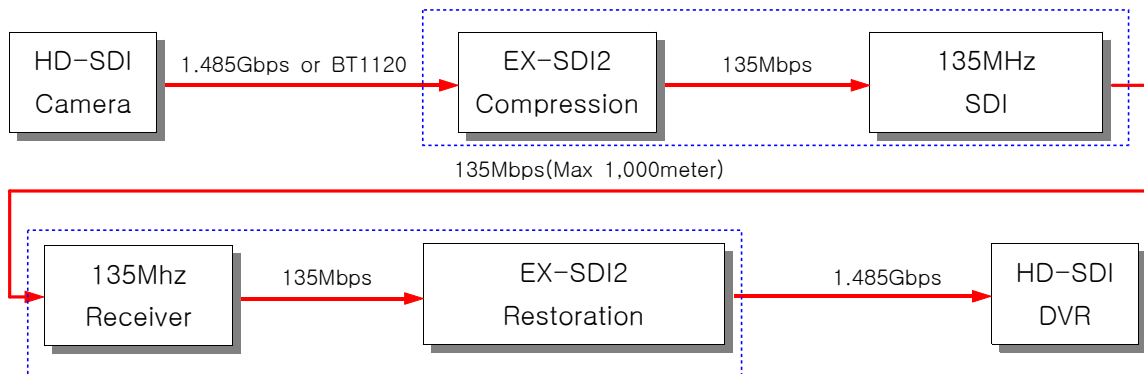 HD-SDI
Camera
1.485Gbps or BT1120
EX-SDI2
Compression
135Mbps
135MHz
SDI
135Mbps(Max 1,000meter)
135Mhz
Receiver
135Mbps
EX-SDI2
Restoration
1.485Gbps
HD-SDI
DVR